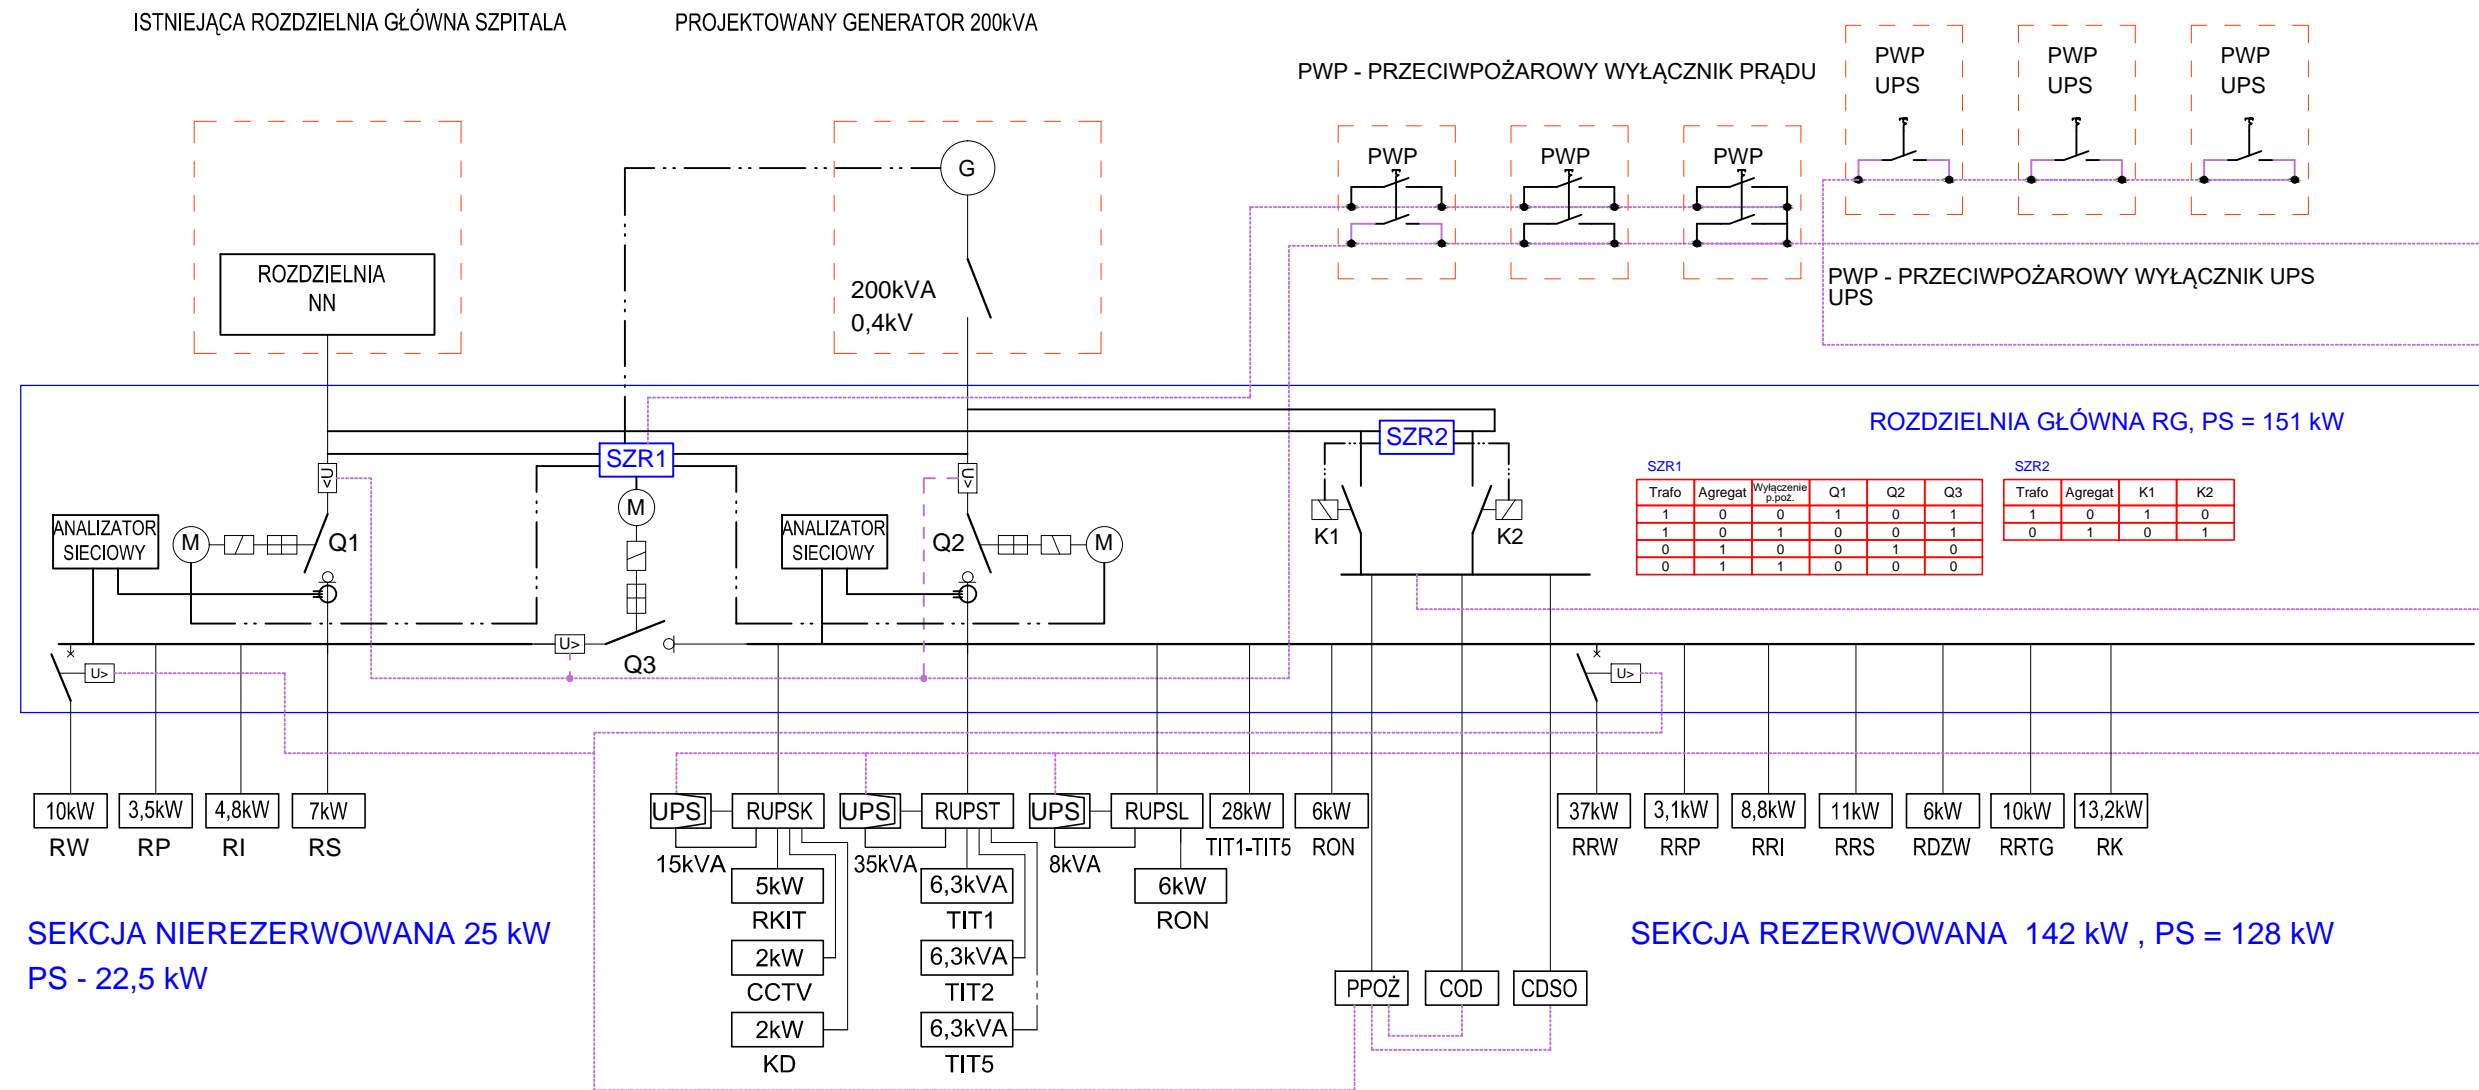 ISTNIEJĄCA ROZDZIELNIA GŁÓWNA SZPITALA
PROJEKTOWANY GENERATOR 200kVA
PWP - PRZECIWPOŻAROWY WYŁĄCZNIK PRĄDU
PWP
UPS
PWP
UPS
PWP
UPS
PWP
PWP
PWP
G
ROZDZIELNIA
NN
200kVA
0,4kV
PWP - PRZECIWPOŻAROWY WYŁĄCZNIK UPS
UPS
ROZDZIELNIA GŁÓWNA RG, PS = 151 kW
SZR1
SZR2
U<
U<
M
ANALIZATOR
SIECIOWY
M
Q1
ANALIZATOR
SIECIOWY
Q2
M
K1
K2
SZR1
Trafo Agregat Wyłączenie p.poż. Q1 Q2 Q3
1 0 0 1 0 1
1 0 1 0 0 1
0 1 0 0 1 0
0 1 1 0 0 0
SZR2
Trafo Agregat K1 K2
1 0 1 0
0 1 0 1
U>
Q3
U>
U>
10kW
RW
3,5kW
RP
4,8kW
RI
7kW
RS
UPS
15kVA
RUPSK
UPS
35kVA
RUPST
UPS
8kVA
RUPSL
28kW
TIT1-TIT5
6kW
RON
37kW
RRW
3,1kW
RRP
8,8kW
RRI
11kW
RRS
6kW
RDZW
10kW
RRTG
13,2kW
RK
5kW
RKIT
2kW
CCTV
2kW
KD
6,3kVA
TIT1
6,3kVA
TIT2
6,3kVA
TIT5
6kW
RON
SEKCJA NIEREZERWOWANA 25 kW
PS - 22,5 kW
SEKCJA REZERWOWANA 142 kW , PS = 128 kW
PPOŻ
COD
CDSO